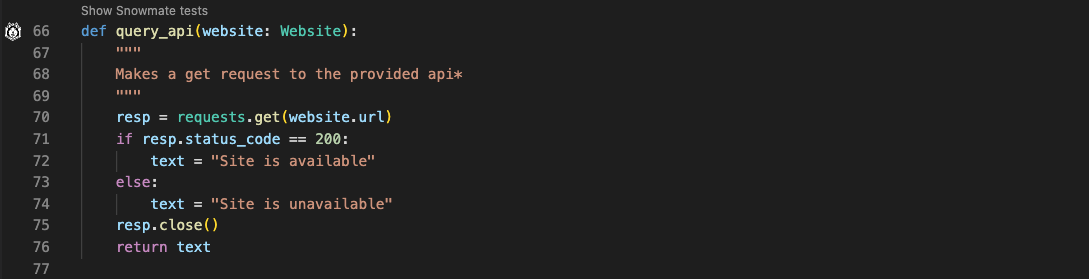 Show Snowmate tests
66 def query_api(website: Website):
67     """
68     Makes a get request to the provided api*
69     """
70     resp = requests.get(website.url)
71     if resp.status_code == 200:
72         text = "Site is available"
73     else:
74         text = "Site is unavailable"
75     resp.close()
76     return text
77